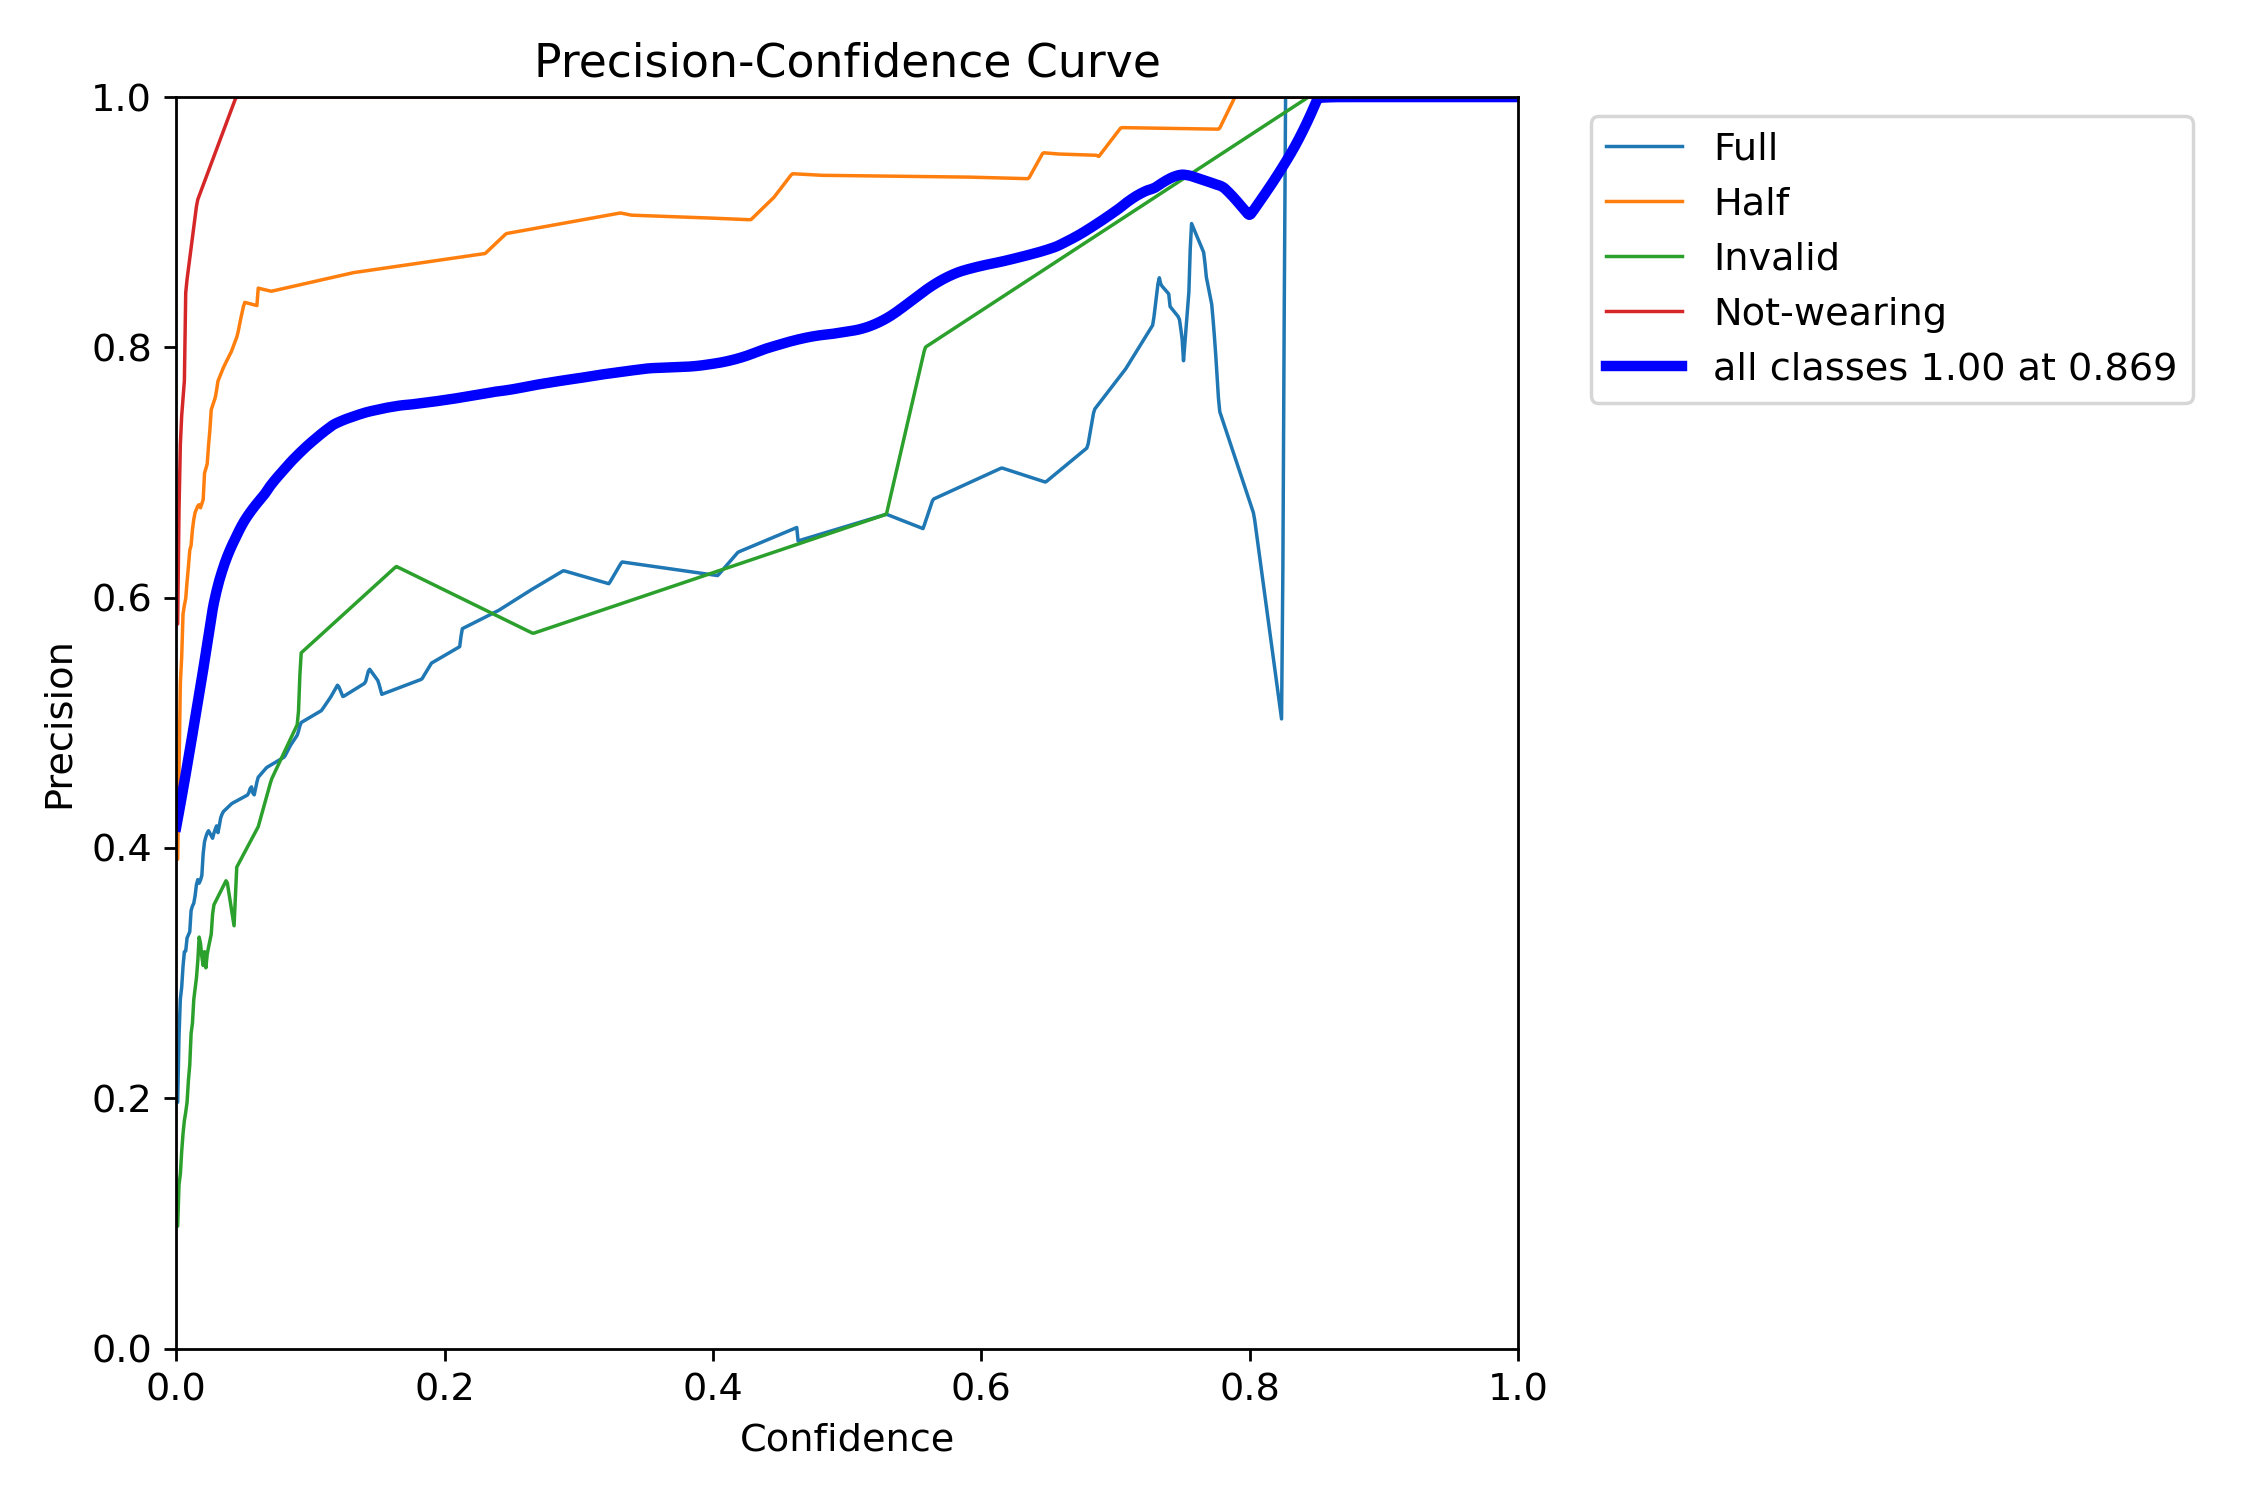 Precision-Confidence Curve
1.0
0.8
0.6
0.4
0.2
0.0
Precision
0.0 0.2 0.4 0.6 0.8 1.0
Confidence
Full
Half
Invalid
Not-wearing
all classes 1.00 at 0.869